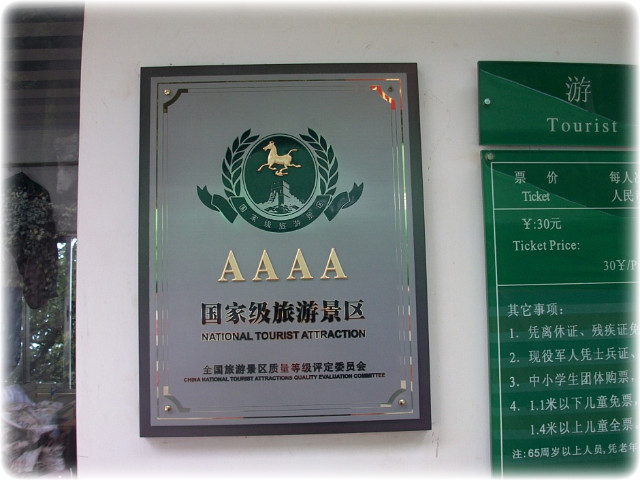 国家级旅游景区
AAAA
国家级旅游景区
NATIONAL TOURIST ATTRACTION
全国旅游景区质量等级评定委员会
CHINA NATIONAL TOURIST ATTRACTIONS QUALITY EVALUATION COMMITTEE
游
Tourist
票 价 每人
Ticket 人民
¥:30元
Ticket Price:
30¥/P
其它事项:
1. 凭离休证、残疾证免
2. 现役军人凭士兵证、
3. 中小学生团体购票,
4. 1.1米以下儿童免票,
1.4米以上儿童全票,
注:65周岁以上人员,凭老年